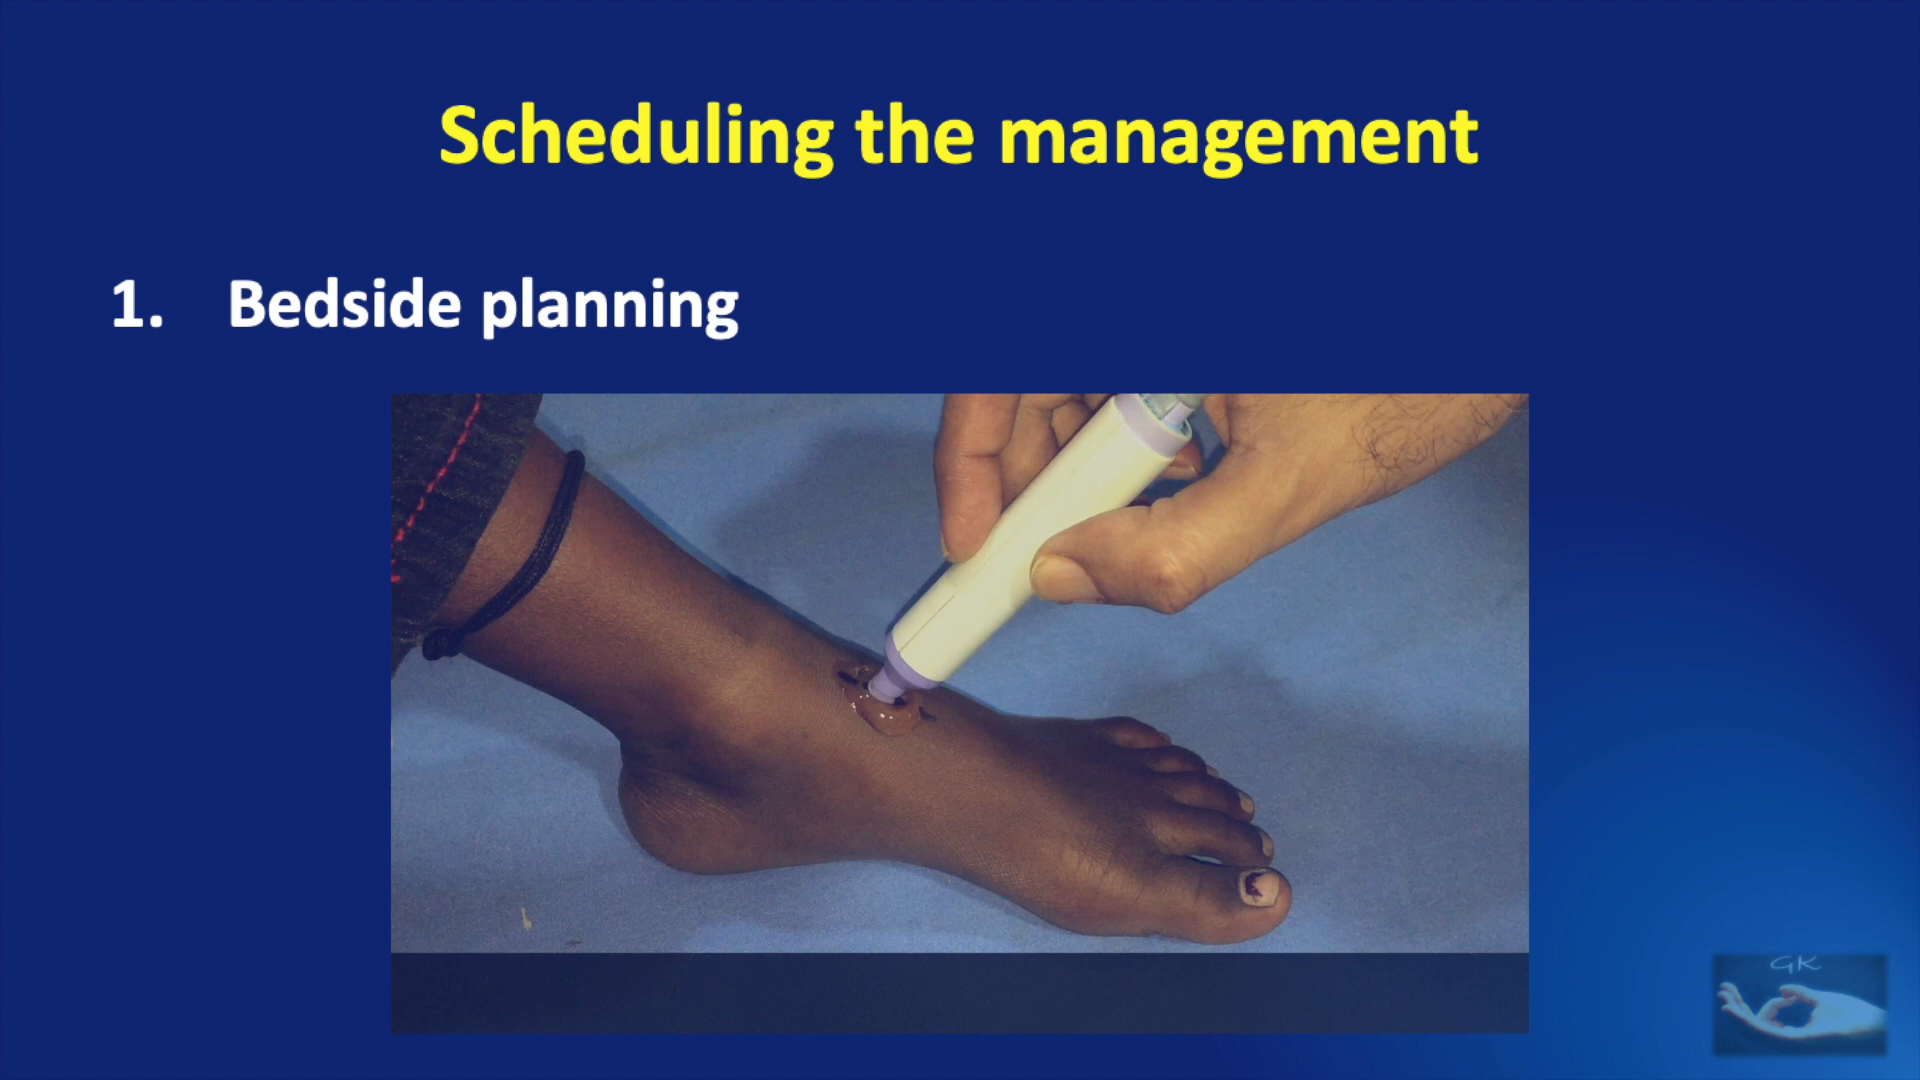 Scheduling the management
1. Bedside planning
GK